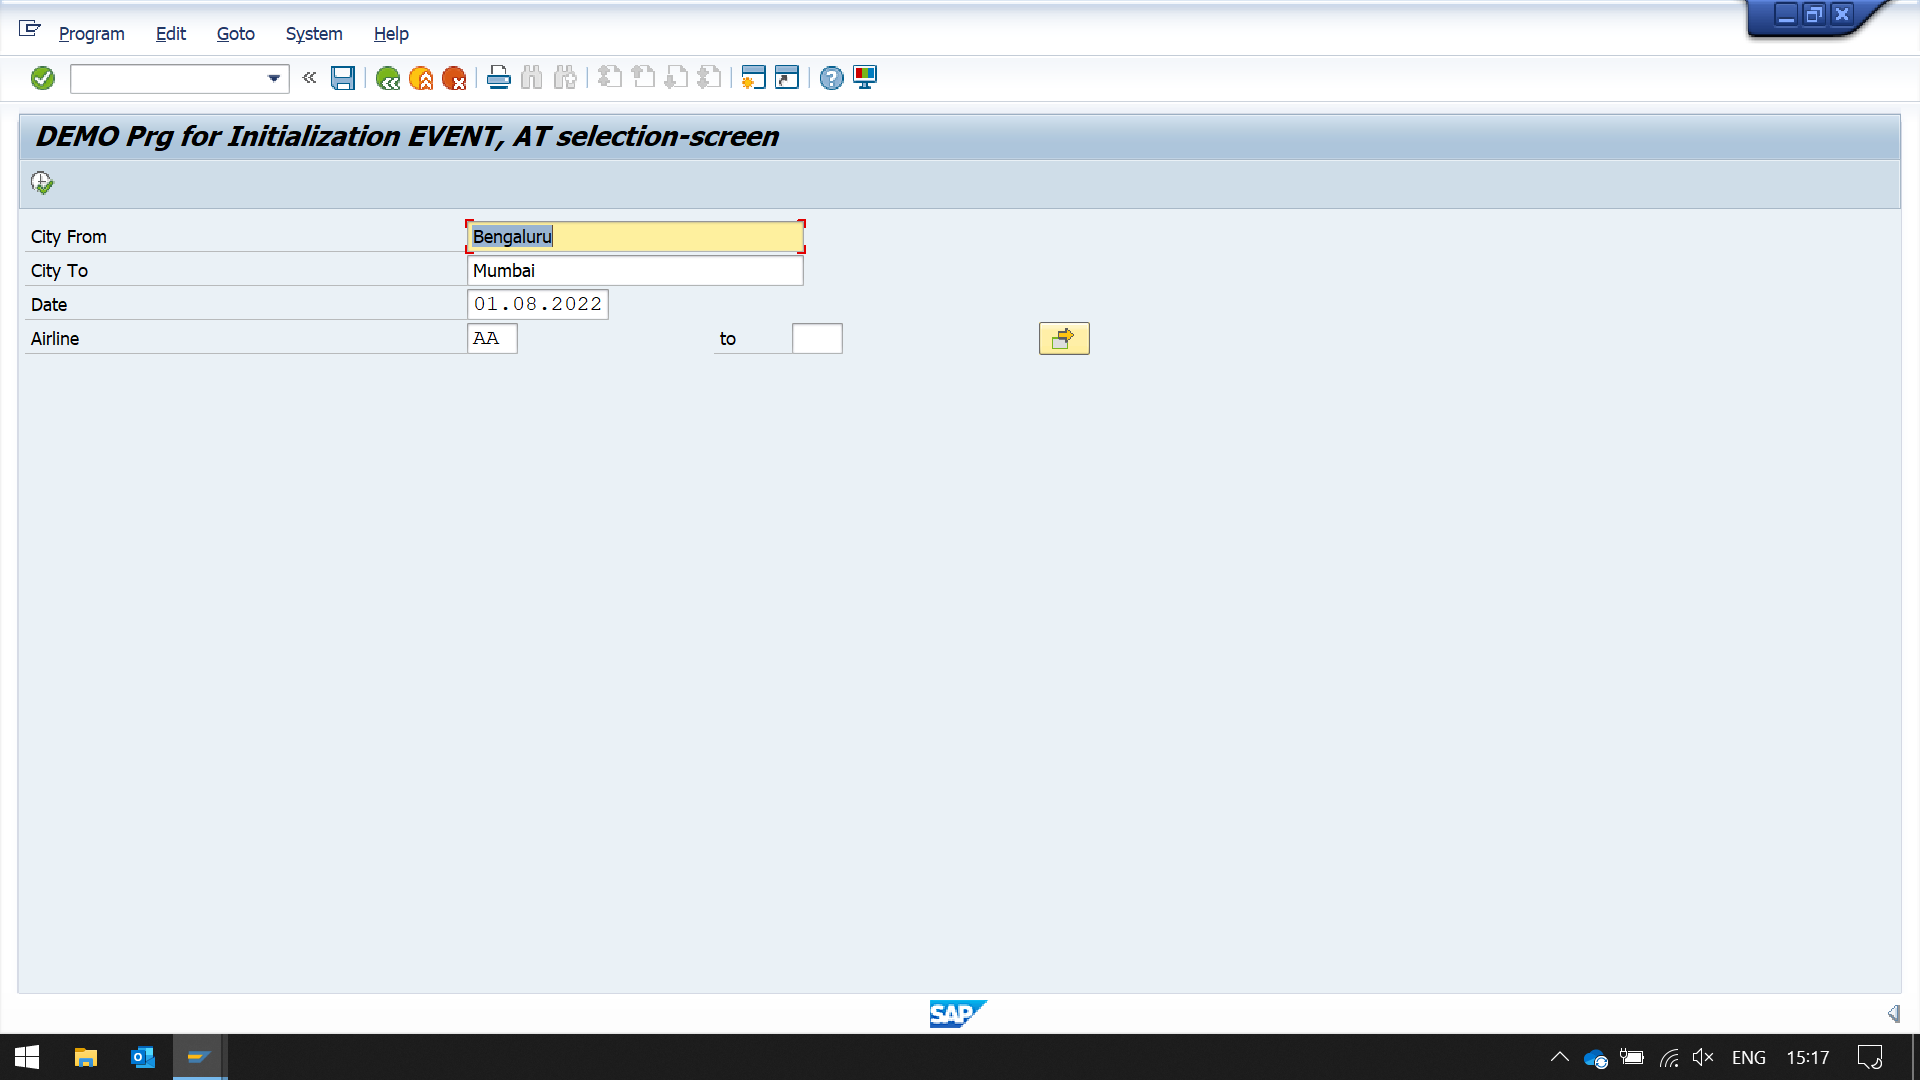 Program Edit Goto System Help
DEMO Prg for Initialization EVENT, AT selection-screen
City From Bengaluru
City To Mumbai
Date 01.08.2022
Airline AA to
SAP
ENG 15:17